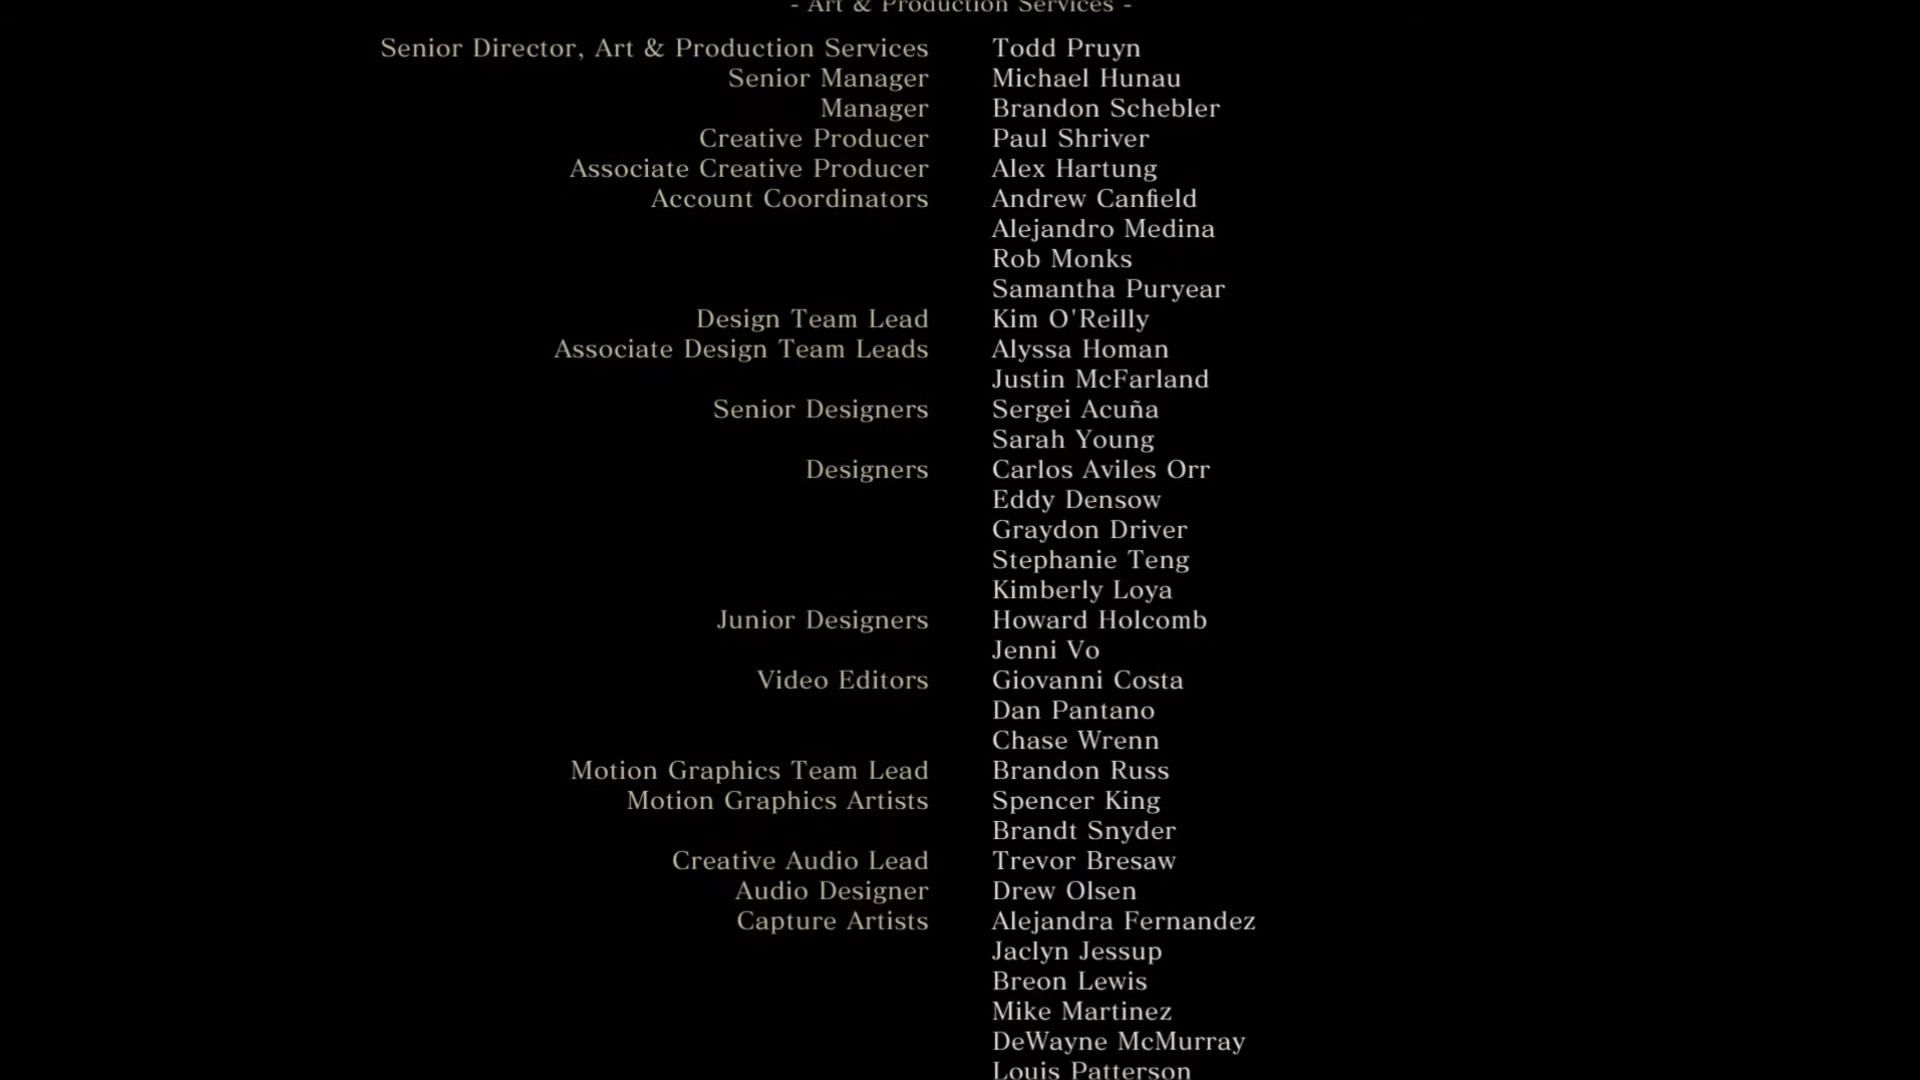 - Art & Production Services -
Senior Director, Art & Production Services Todd Pruyn
Senior Manager Michael Hunau
Manager Brandon Schebler
Creative Producer Paul Shriver
Associate Creative Producer Alex Hartung
Account Coordinators Andrew Canfield
Alejandro Medina
Rob Monks
Samantha Puryear
Design Team Lead Kim O'Reilly
Associate Design Team Leads Alyssa Homan
Justin McFarland
Senior Designers Sergei Acuña
Sarah Young
Designers Carlos Aviles Orr
Eddy Densow
Graydon Driver
Stephanie Teng
Kimberly Loya
Junior Designers Howard Holcomb
Jenni Vo
Video Editors Giovanni Costa
Dan Pantano
Chase Wrenn
Motion Graphics Team Lead Brandon Russ
Motion Graphics Artists Spencer King
Brandt Snyder
Creative Audio Lead Trevor Bresaw
Audio Designer Drew Olsen
Capture Artists Alejandra Fernandez
Jaclyn Jessup
Breon Lewis
Mike Martinez
DeWayne McMurray
Louis Patterson